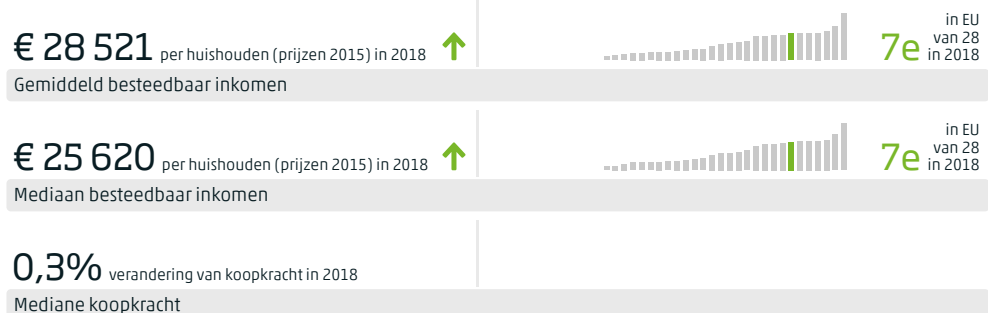 € 28 521 per huishouden (prijzen 2015) in 2018
7e in EU van 28 in 2018
Gemiddeld besteedbaar inkomen
€ 25 620 per huishouden (prijzen 2015) in 2018
7e in EU van 28 in 2018
Mediaan besteedbaar inkomen
0,3% verandering van koopkracht in 2018
Mediane koopkracht